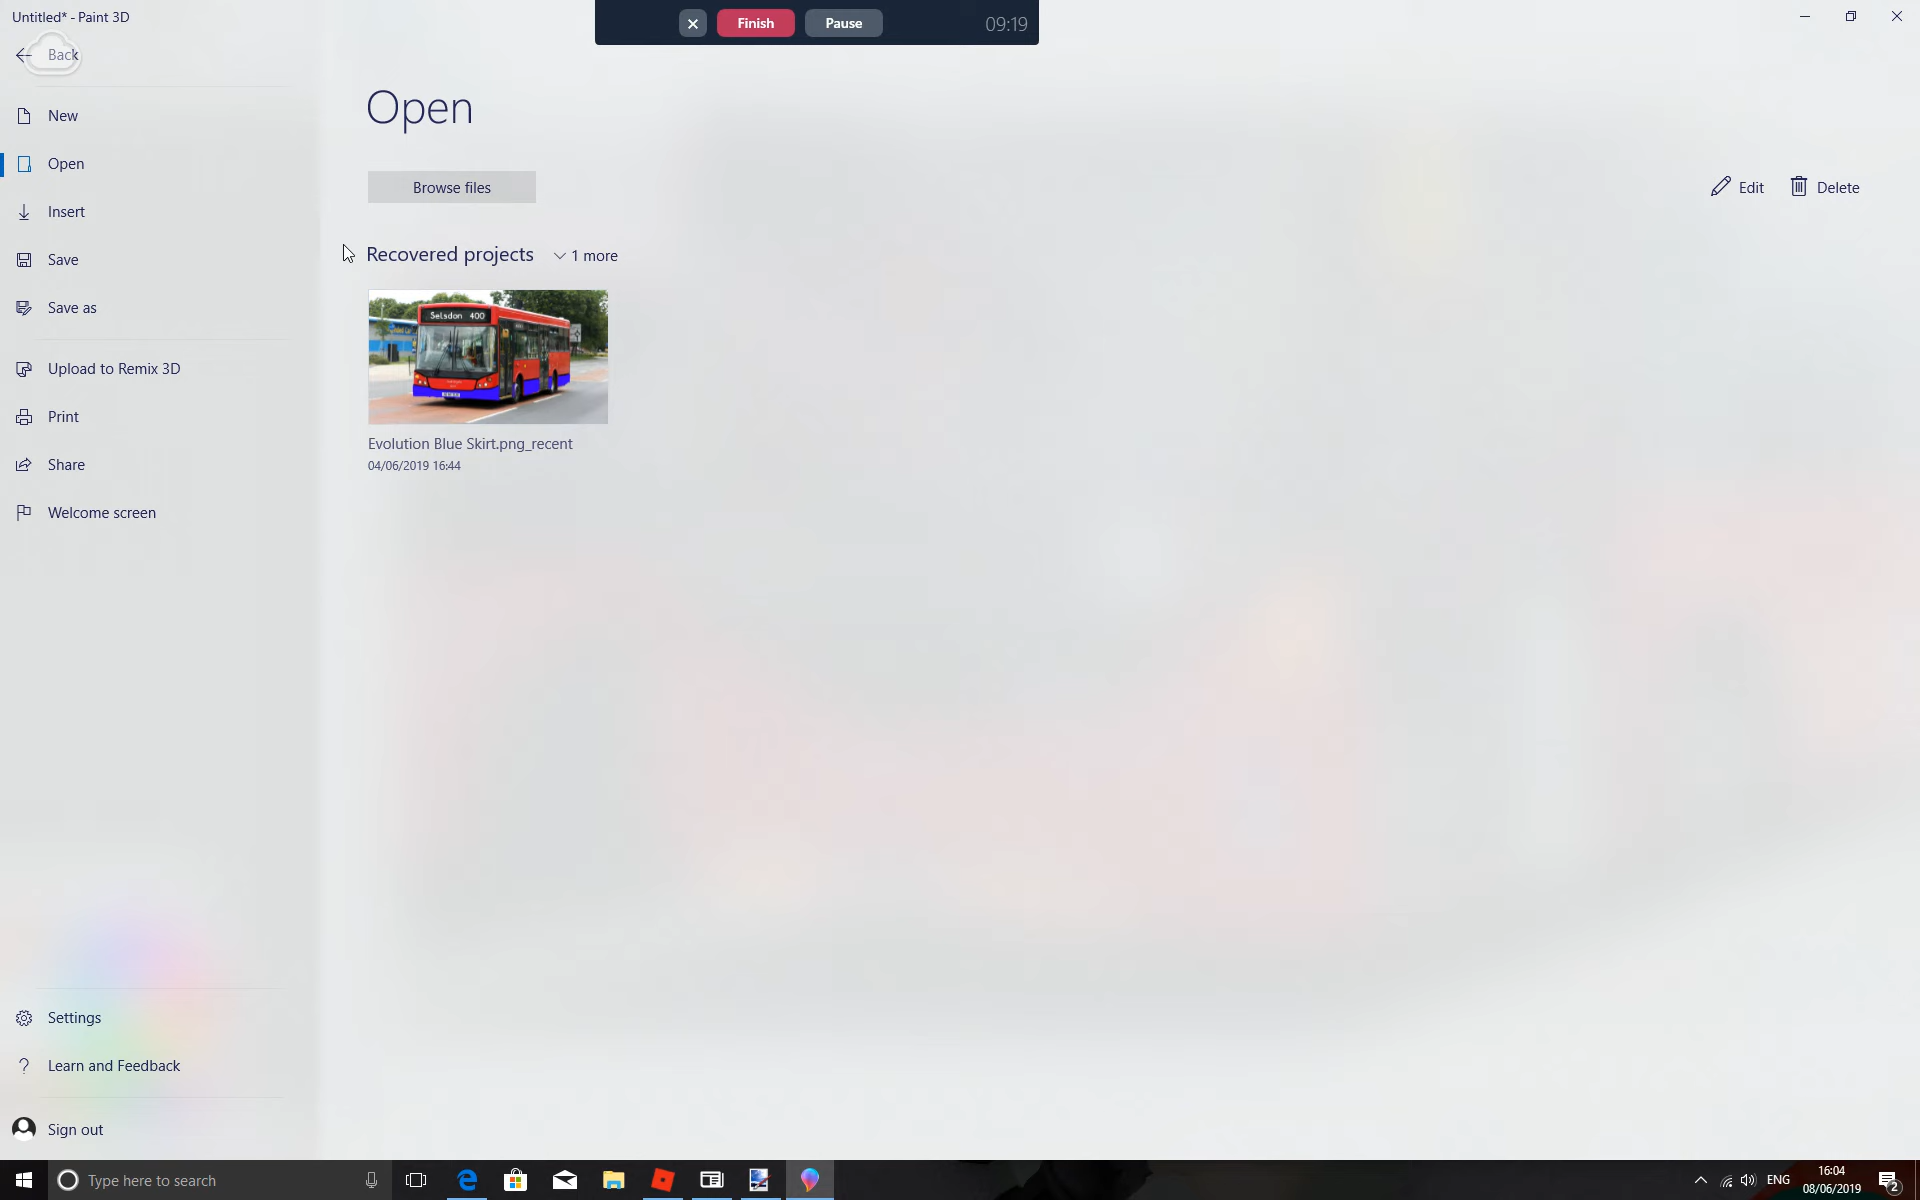 Untitled* - Paint 3D
Finish
Pause
09:19
Back
New
Open
Insert
Save
Save as
Upload to Remix 3D
Print
Share
Welcome screen
Settings
Learn and Feedback
Sign out
Open
Browse files
Edit
Delete
Recovered projects
1 more
Selsdon 400
Evolution Blue Skirt.png_recent
04/06/2019 16:44
Type here to search
ENG
16:04
08/06/2019
2